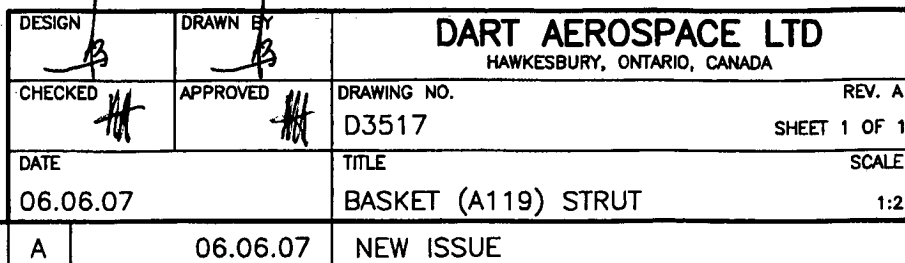 DESIGN
DRAWN BY
DART AEROSPACE LTD
HAWKESBURY, ONTARIO, CANADA
CHECKED
APPROVED
DRAWING NO.
REV. A
D3517
SHEET 1 OF 1
DATE
TITLE
SCALE
06.06.07
BASKET (A119) STRUT
1:2
A
06.06.07
NEW ISSUE